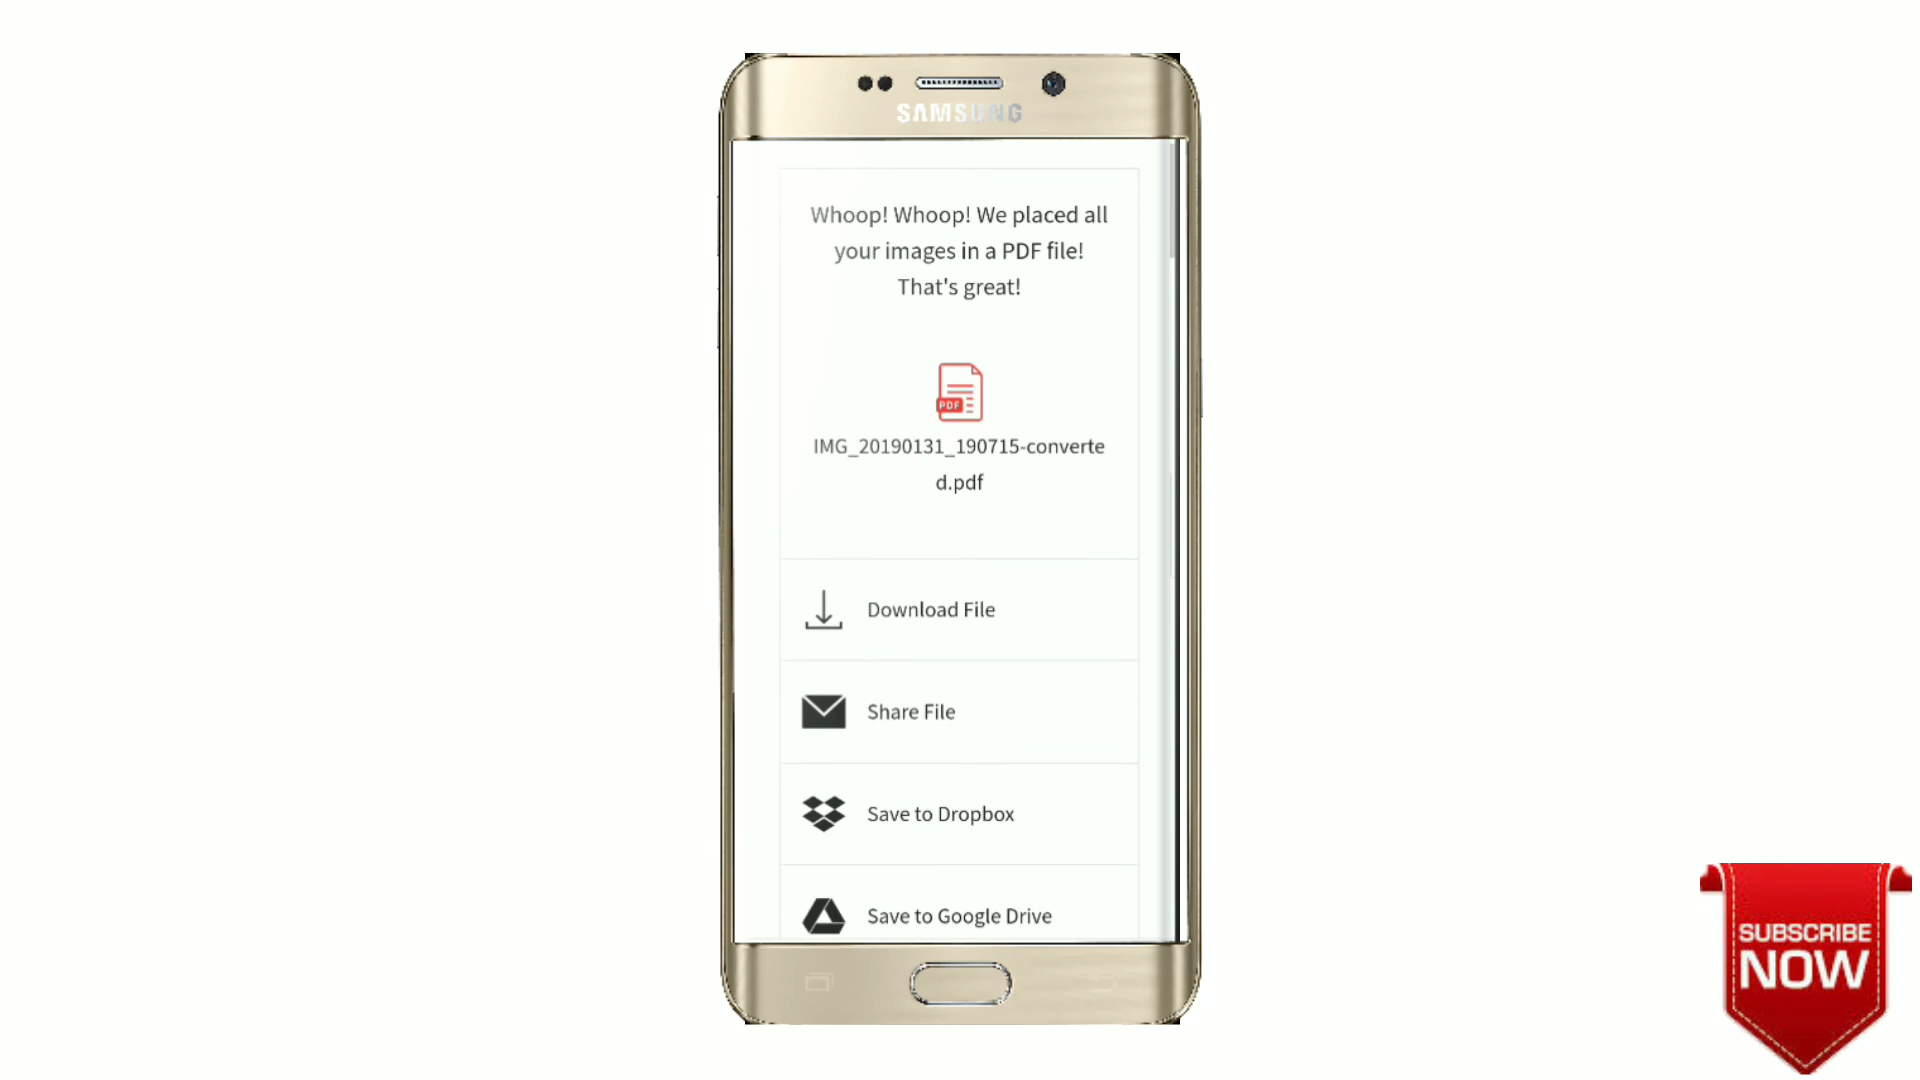 SAMSUNG
Whoop! Whoop! We placed all
your images in a PDF file!
That's great!
PDF
IMG_20190131_190715-converte
d.pdf
Download File
Share File
Save to Dropbox
Save to Google Drive
SUBSCRIBE
NOW